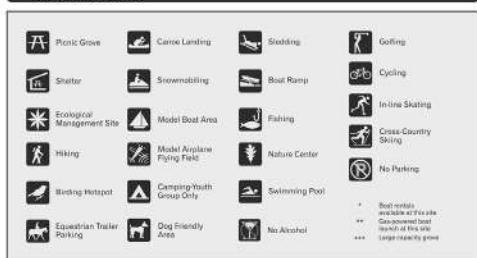 Picnic Grove
Shelter
Ecological
Management Site
Hiking
Birding Hotspot
Equestrian Trailer
Parking
Canoe Landing
Snowmobiling
Model Boat Area
Model Airplane
Flying Field
Camping-Youth
Group Only
Dog Friendly
Area
Sledding
Boat Ramp
Fishing
Nature Center
Swimming Pool
No Alcohol
Golfing
Cycling
In-line Skating
Cross-Country
Skiing
No Parking
* Boat rentals
available at this site
** Gas-powered boat
launch at this site
*** Large capacity grove